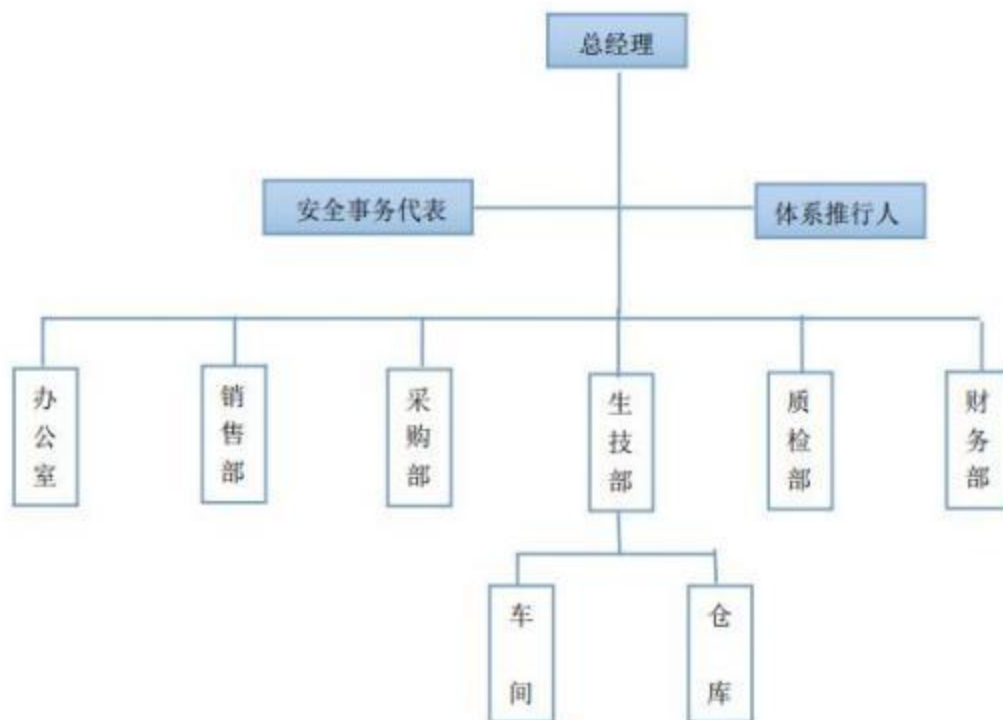 总经理
安全事务代表
体系推行人
办公室
销售部
采购部
生技部
质检部
财务部
车间
仓库